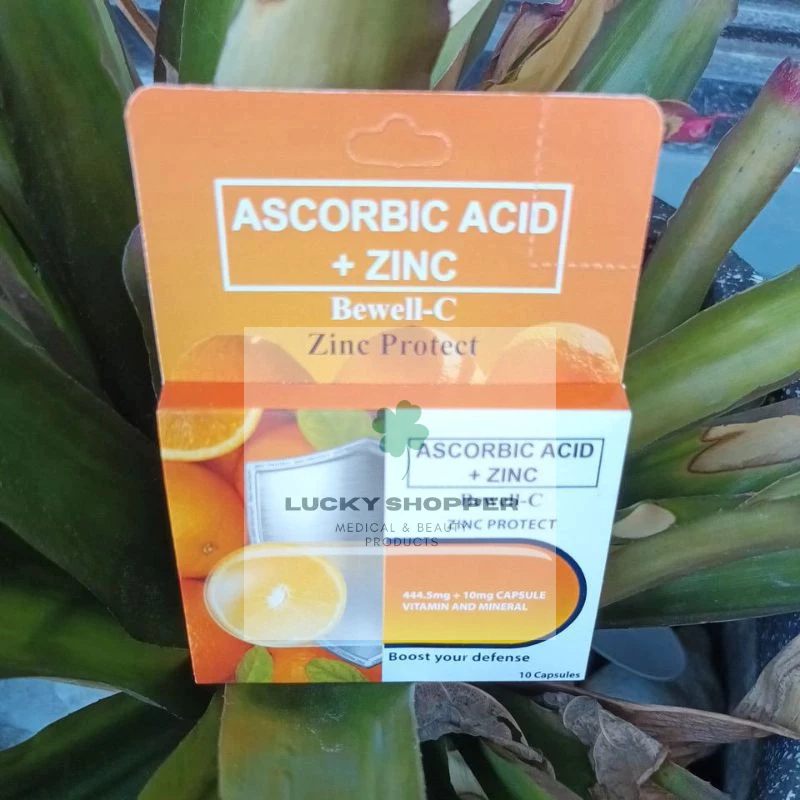 ASCORBIC ACID
+ ZINC
Bewell-C
Zinc Protect
ASCORBIC ACID
+ ZINC
Bewell-C
ZINC PROTECT
LUCKY SHOPPER
MEDICAL & BEAUTY
PRODUCTS
444.5mg + 10mg CAPSULE
VITAMIN AND MINERAL
Boost your defense
10 Capsules